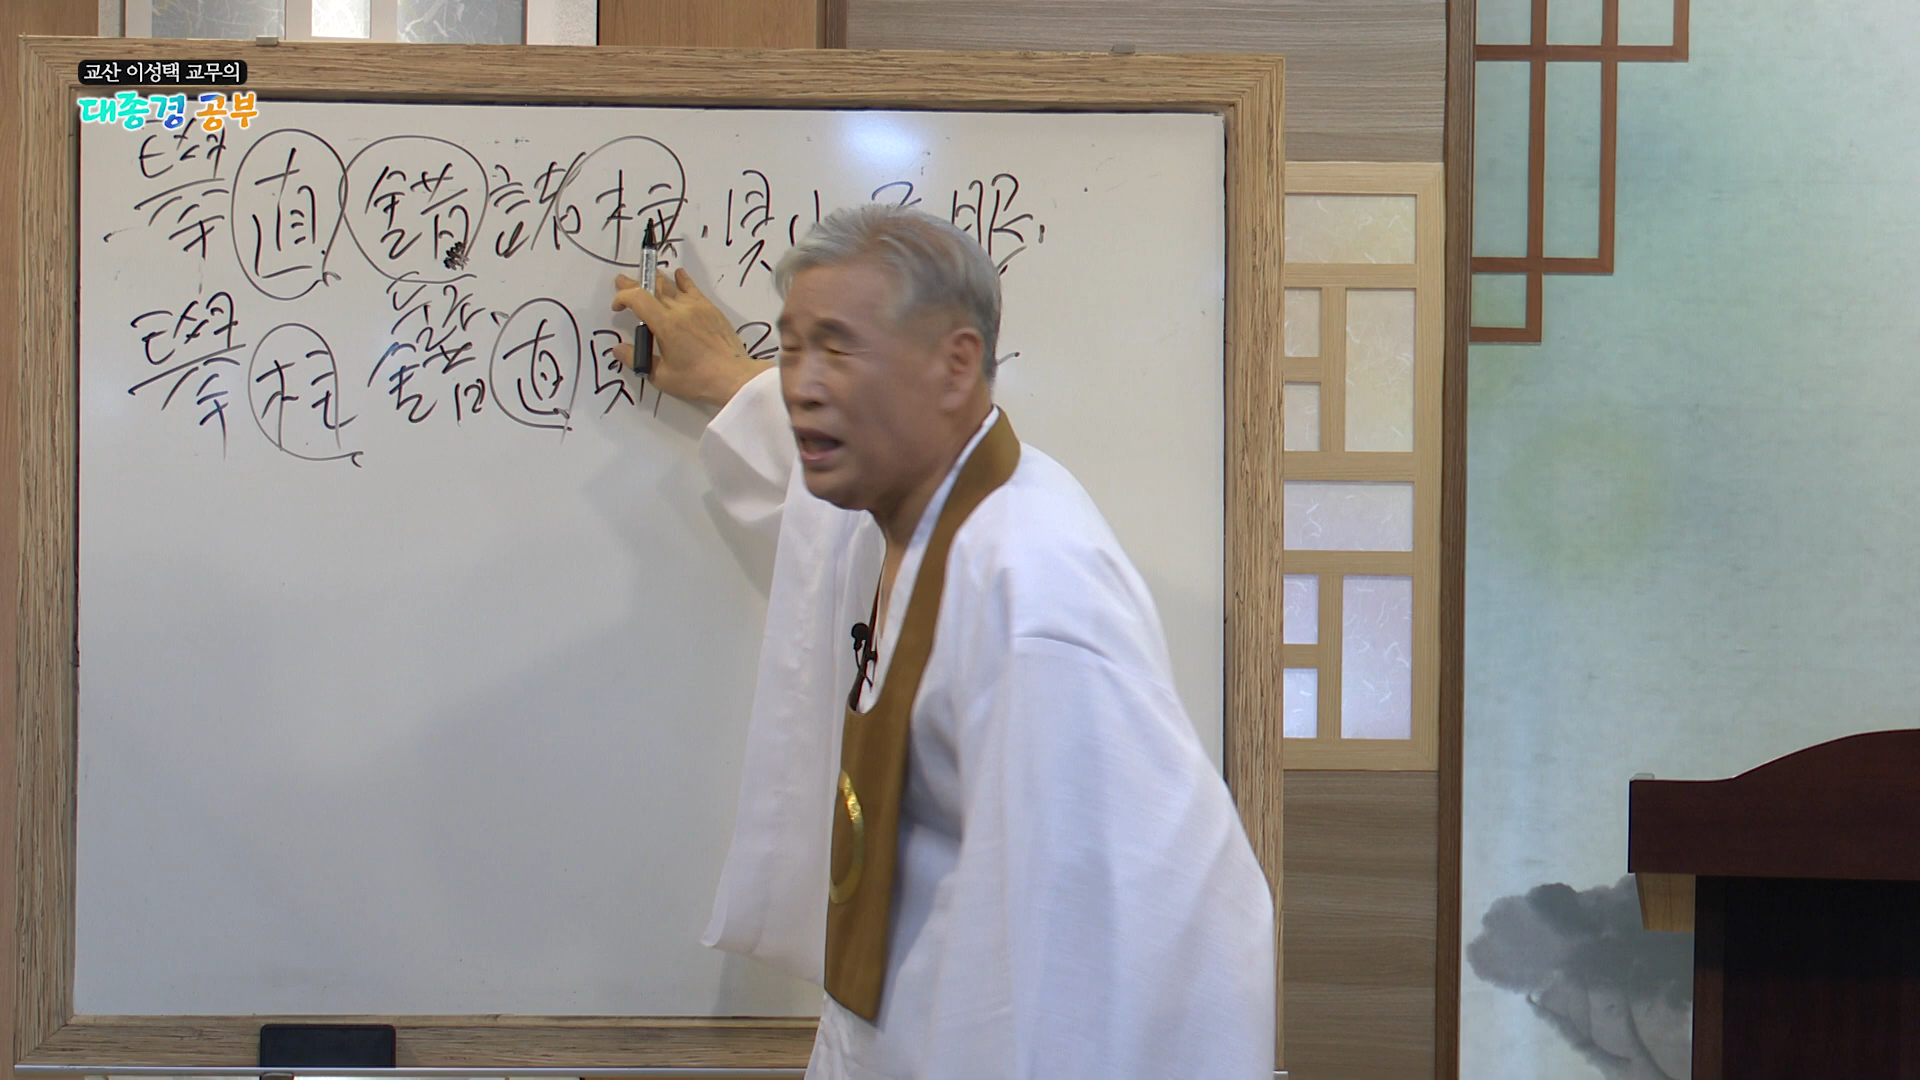 교산 이성택 교무의
대종경 공부
擧直錯諸枉, 則 民服,
擧枉錯諸直則